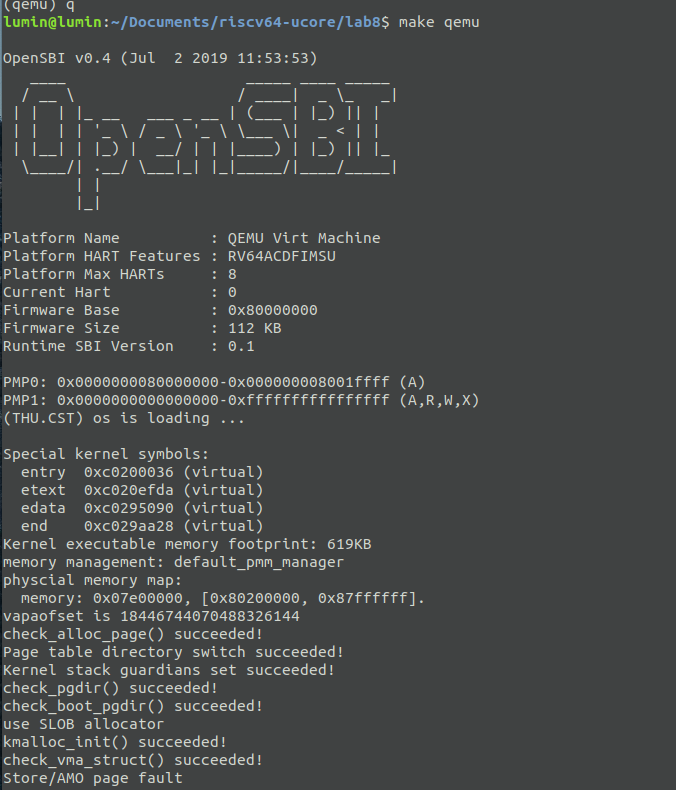 (qemu) q
lumin@lumin:~/Documents/riscv64-ucore/lab8$ make qemu
OpenSBI v0.4 (Jul  2 2019 11:53:53)
   ____                    _____ ____ _____
  / __ \                  / ____|  _ \_   _|
 | |  | |_ __   ___ _ __ | (___ | |_) || |
 | |  | | '_ \ / _ \ '_ \ \___ \|  _ < | |
 | |__| | |_) |  __/ | | |____) | |_) || |_
  \____/| .__/ \___|_| |_|_____/|____/_____|
        | |
        |_|
Platform Name          : QEMU Virt Machine
Platform HART Features : RV64ACDFIMSU
Platform Max HARTs     : 8
Current Hart           : 0
Firmware Base          : 0x80000000
Firmware Size          : 112 KB
Runtime SBI Version    : 0.1
PMP0: 0x0000000080000000-0x000000008001ffff (A)
PMP1: 0x0000000000000000-0xffffffffffffffff (A,R,W,X)
(THU.CST) os is loading ...
Special kernel symbols:
  entry  0xc0200036 (virtual)
  etext  0xc020efda (virtual)
  edata  0xc0295090 (virtual)
  end    0xc029aa28 (virtual)
Kernel executable memory footprint: 619KB
memory management: default_pmm_manager
physcial memory map:
  memory: 0x07e00000, [0x80200000, 0x87ffffff].
vapaofset is 18446744070488326144
check_alloc_page() succeeded!
Page table directory switch succeeded!
Kernel stack guardians set succeeded!
check_pgdir() succeeded!
check_boot_pgdir() succeeded!
use SLOB allocator
kmalloc_init() succeeded!
check_vma_struct() succeeded!
Store/AMO page fault